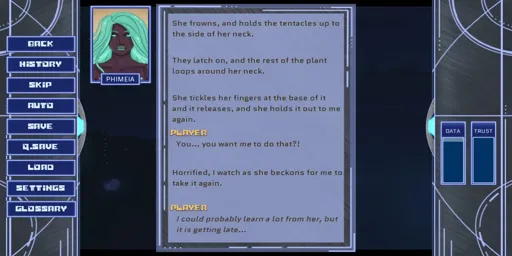 BACK
HISTORY
SKIP
AUTO
SAVE
Q.SAVE
LOAD
SETTINGS
GLOSSARY
PHIMEIA
She frowns, and holds the tentacles up to
the side of her neck.
They latch on, and the rest of the plant
loops around her neck.
She tickles her fingers at the base of it
and it releases, and she holds it out to me
again.
PLAYER
You... you want me to do that?!
Horrified, I watch as she beckons for me to
take it again.
PLAYER
I could probably learn a lot from her, but
it is getting late...
DATA
TRUST